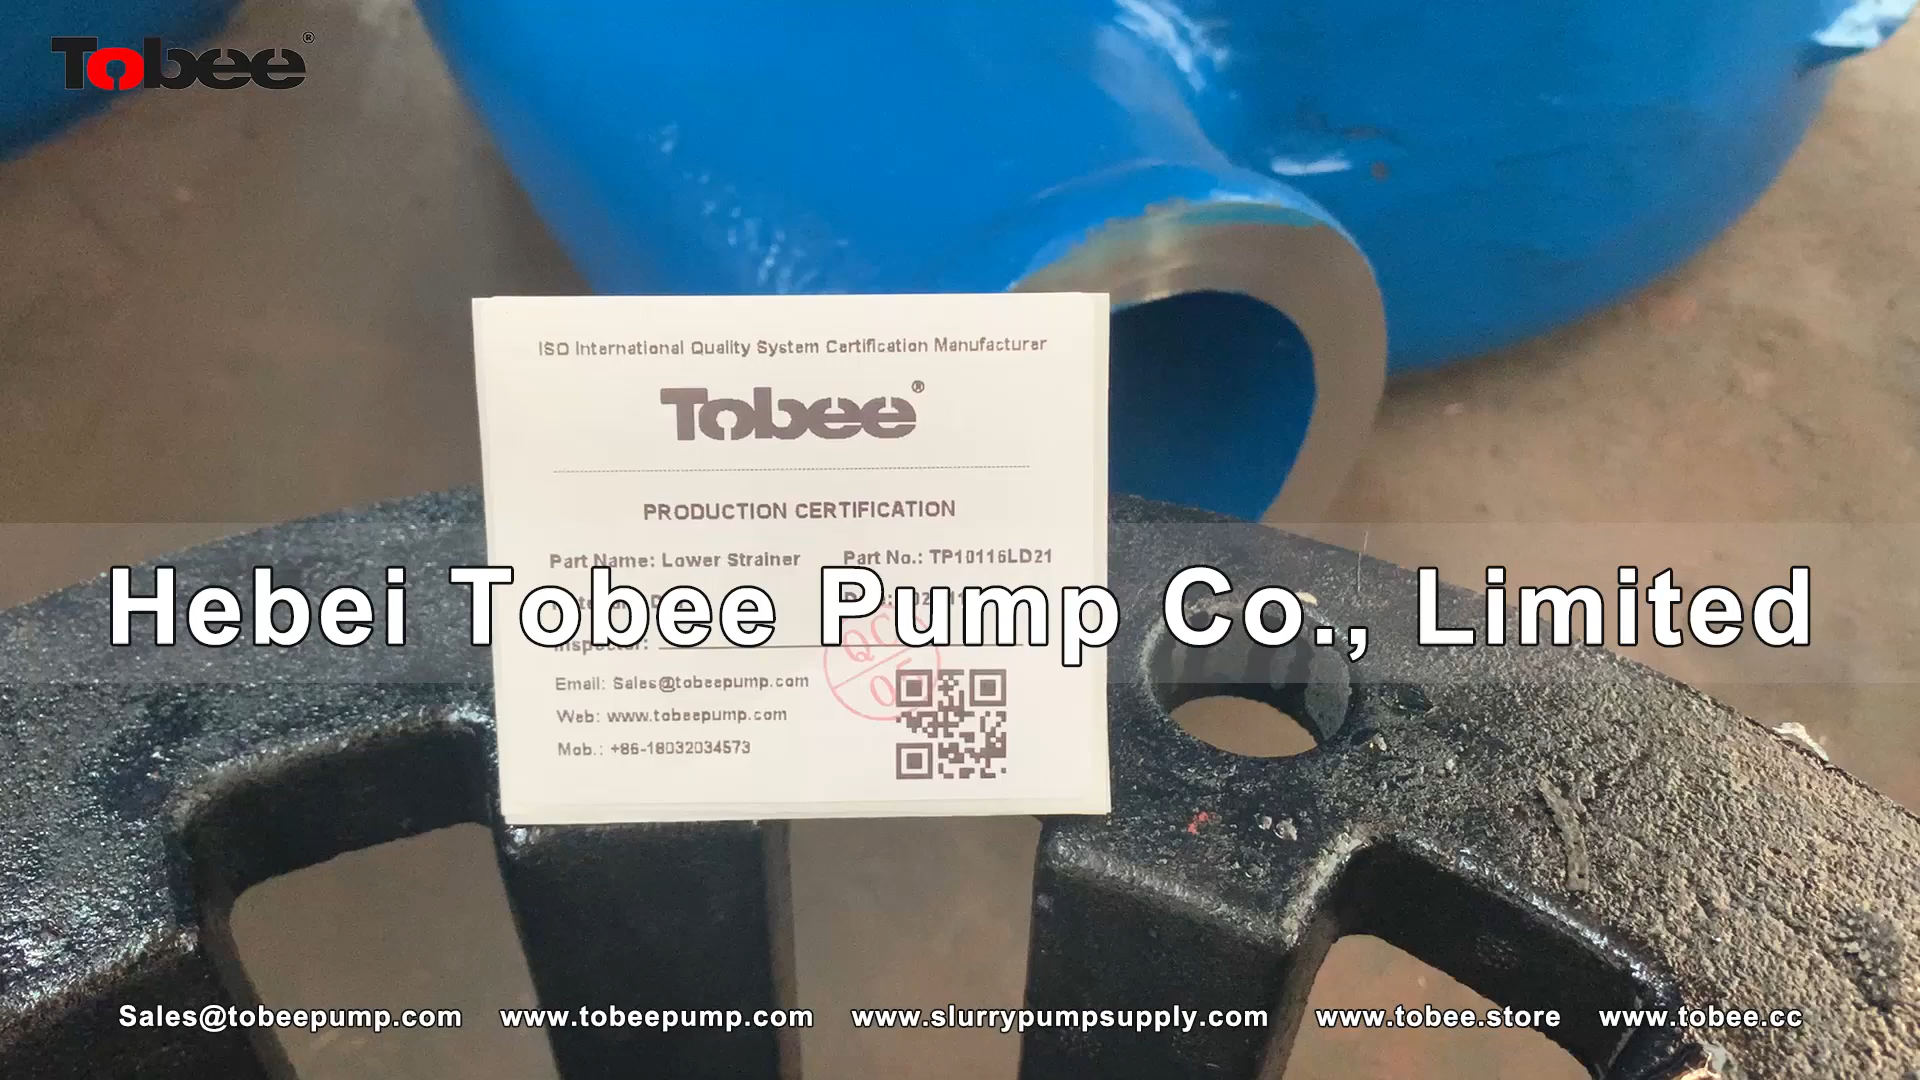 Tobee®
ISO International Quality System Certification Manufacturer
Tobee®
PRODUCTION CERTIFICATION
Part Name: Lower Strainer Part No.: TP10116LD21
Hebei Tobee Pump Co., Limited
Inspector:
QC
Email: Sales@tobeepump.com
Web: www.tobeepump.com
Mob.: +86-18032034573
Sales@tobeepump.com www.tobeepump.com www.slurrypumpsupply.com www.tobee.store www.tobee.cc